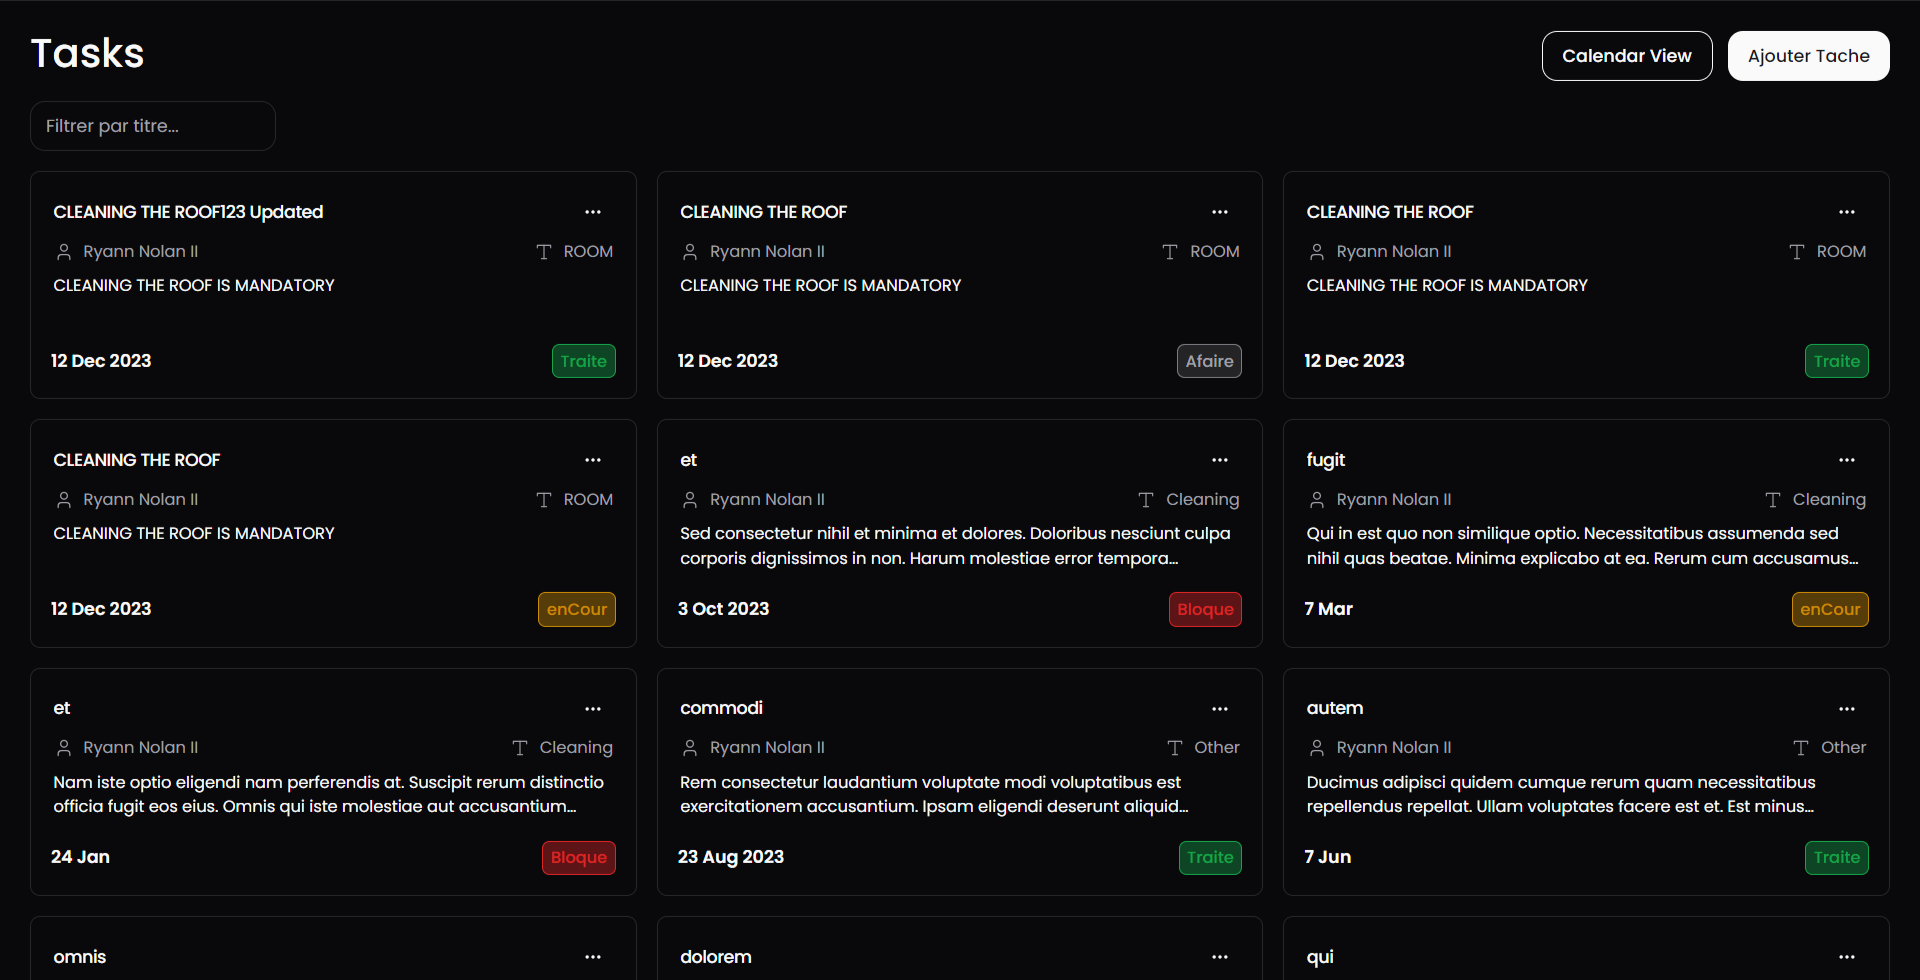 Tasks
Calendar View
Ajouter Tache
Filtrer par titre...
CLEANING THE ROOF123 Updated
Ryann Nolan II
ROOM
CLEANING THE ROOF IS MANDATORY
12 Dec 2023
Traite
CLEANING THE ROOF
Ryann Nolan II
ROOM
CLEANING THE ROOF IS MANDATORY
12 Dec 2023
Afaire
CLEANING THE ROOF
Ryann Nolan II
ROOM
CLEANING THE ROOF IS MANDATORY
12 Dec 2023
Traite
CLEANING THE ROOF
Ryann Nolan II
ROOM
CLEANING THE ROOF IS MANDATORY
12 Dec 2023
enCour
et
Ryann Nolan II
Cleaning
Sed consectetur nihil et minima et dolores. Doloribus nesciunt culpa
corporis dignissimos in non. Harum molestiae error tempora...
3 Oct 2023
Bloque
fugit
Ryann Nolan II
Cleaning
Qui in est quo non similique optio. Necessitatibus assumenda sed
nihil quas beatae. Minima explicabo at ea. Rerum cum accusamus...
7 Mar
enCour
et
Ryann Nolan II
Cleaning
Nam iste optio eligendi nam perferendis at. Suscipit rerum distinctio
officia fugit eos eius. Omnis qui iste molestiae aut accusantium...
24 Jan
Bloque
commodi
Ryann Nolan II
Other
Rem consectetur laudantium voluptate modi voluptatibus est
exercitationem accusantium. Ipsam eligendi deserunt aliquid...
23 Aug 2023
Traite
autem
Ryann Nolan II
Other
Ducimus adipisci quidem cumque rerum quam necessitatibus
repellendus repellat. Ullam voluptates facere est et. Est minus...
7 Jun
Traite
omnis
dolorem
qui